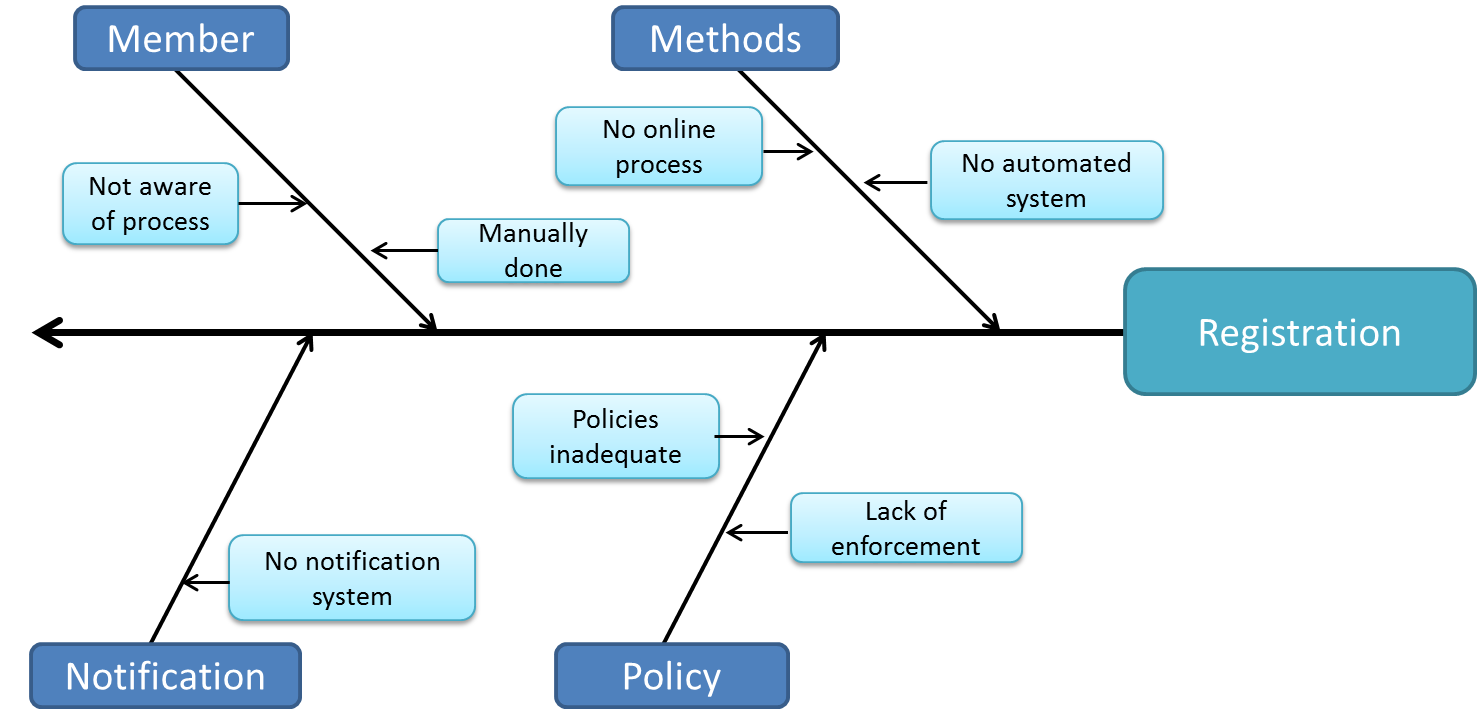 Member
Methods
No online
process
No automated
system
Not aware
of process
Manually
done
Registration
Policies
inadequate
Lack of
enforcement
No notification
system
Notification
Policy